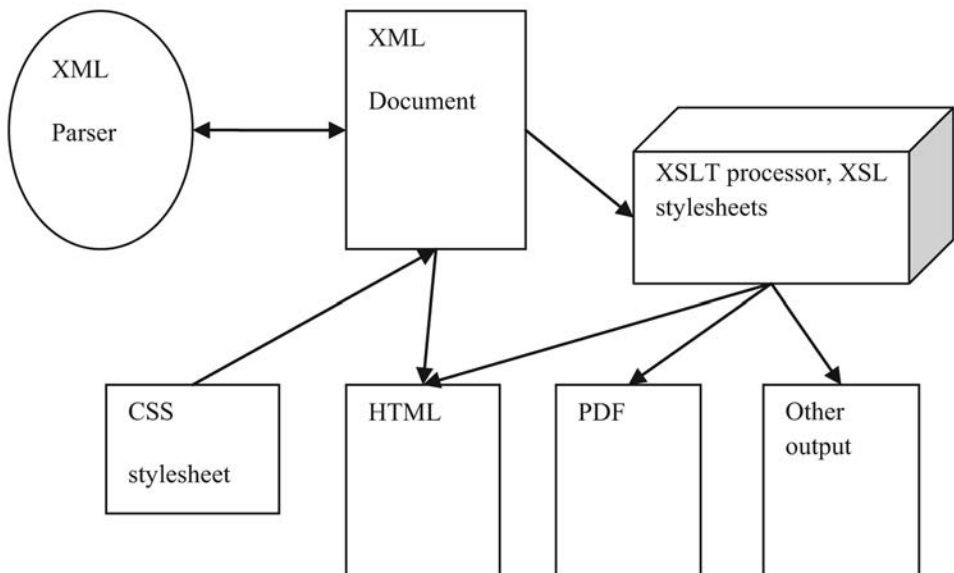 XML
Parser
XML
Document
XSLT processor, XSL
stylesheets
CSS
stylesheet
HTML
PDF
Other
output